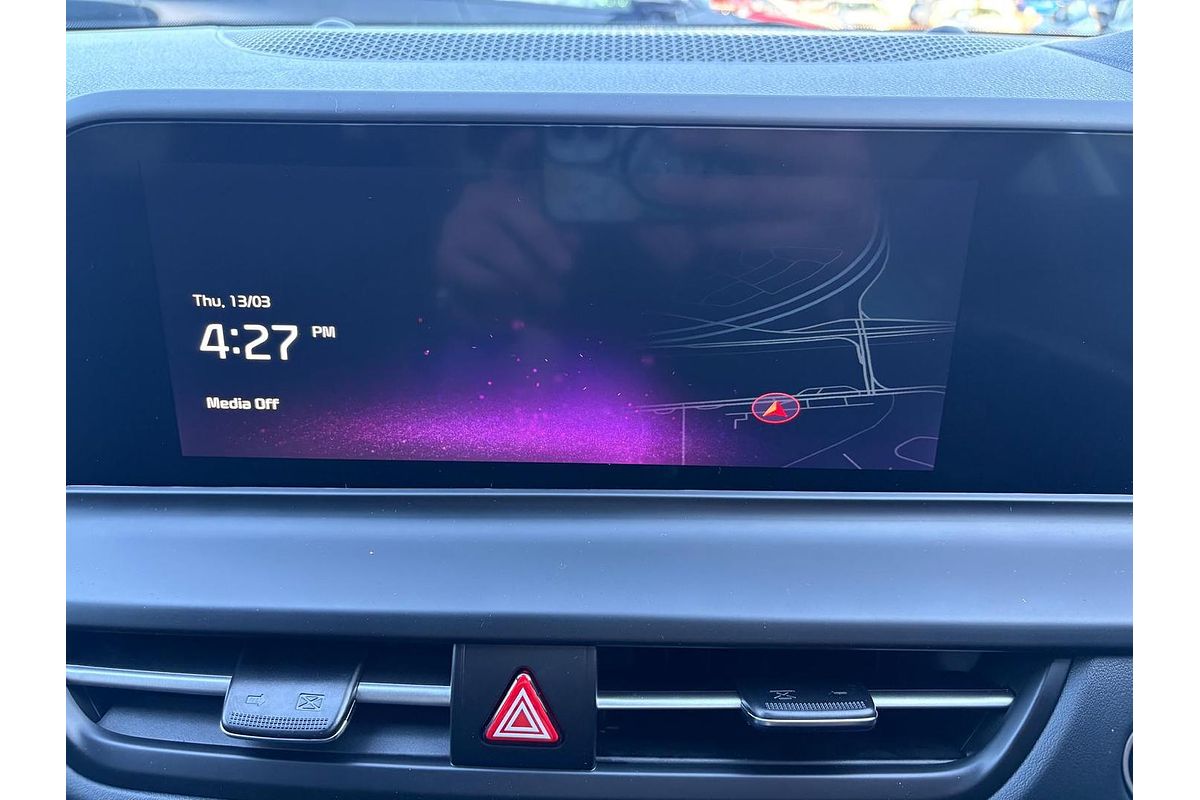 Thu, 13/03
4:27 PM
Media Off